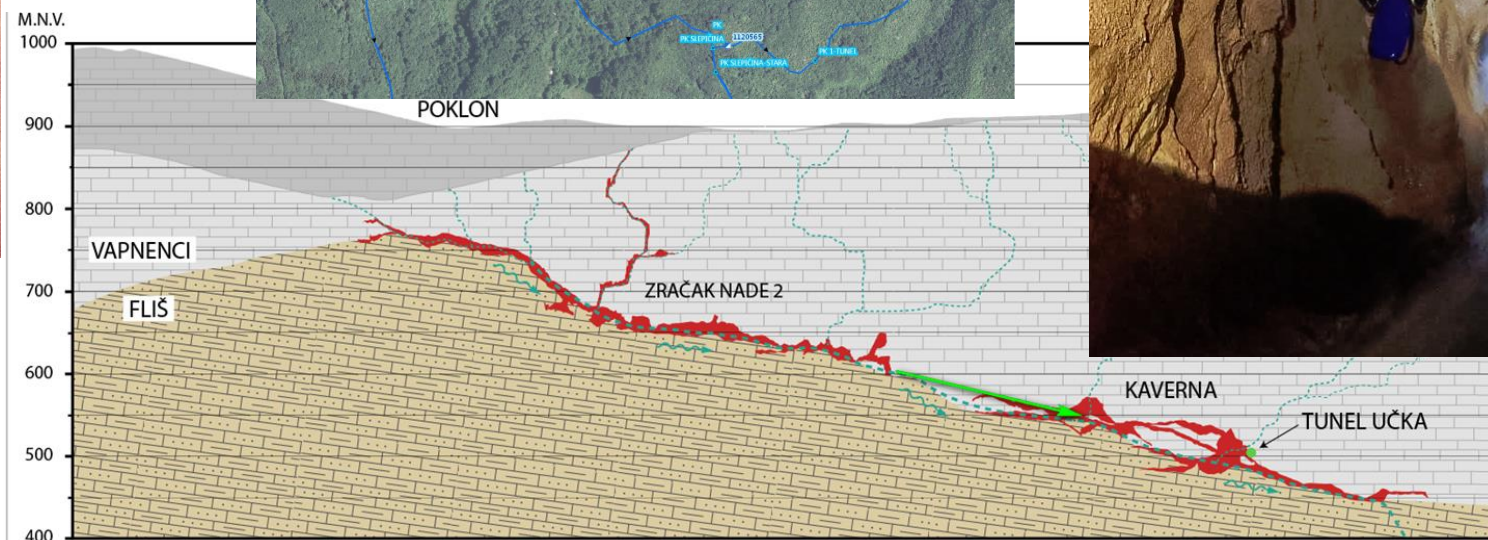 M.N.V.
1000
PK
PK SLEPIČINA
1120565
PK 1-TUNEL
PK SLEPIČINA-STARA
POKLON
900
800
VAPNENCI
700
ZRAČAK NADE 2
FLIŠ
600
KAVERNA
TUNEL UČKA
500
400